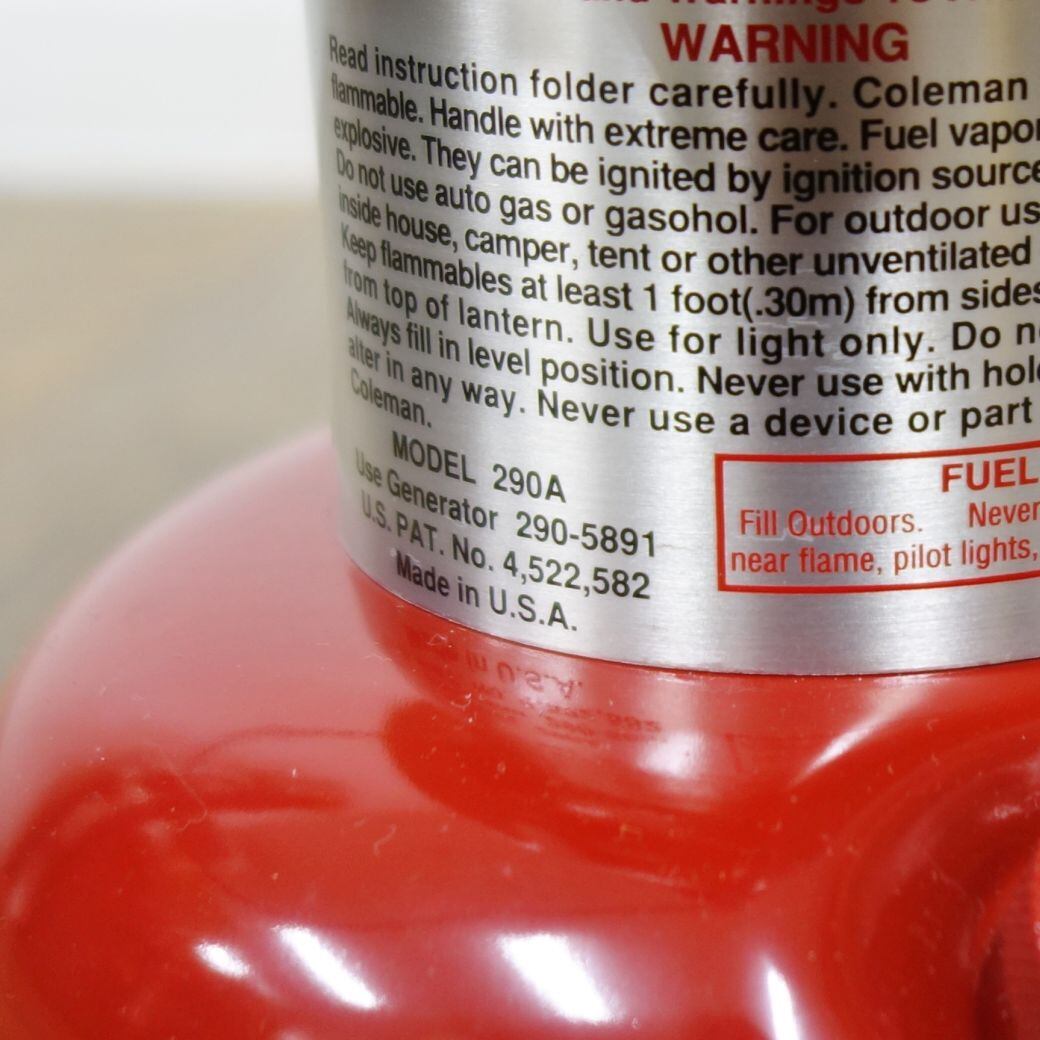 WARNING
Read instruction folder carefully. Coleman
flammable. Handle with extreme care. Fuel vapor
explosive. They can be ignited by ignition source
Do not use auto gas or gasohol. For outdoor us
inside house, camper, tent or other unventilated
Keep flammables at least 1 foot(.30m) from sides
from top of lantern. Use for light only. Do n
Always fill in level position. Never use with hol
alter in any way. Never use a device or part
Coleman.
MODEL 290A
Use Generator 290-5891
U.S. PAT. No. 4,522,582
Made in U.S.A.
FUEL
Fill Outdoors. Never
near flame, pilot lights,